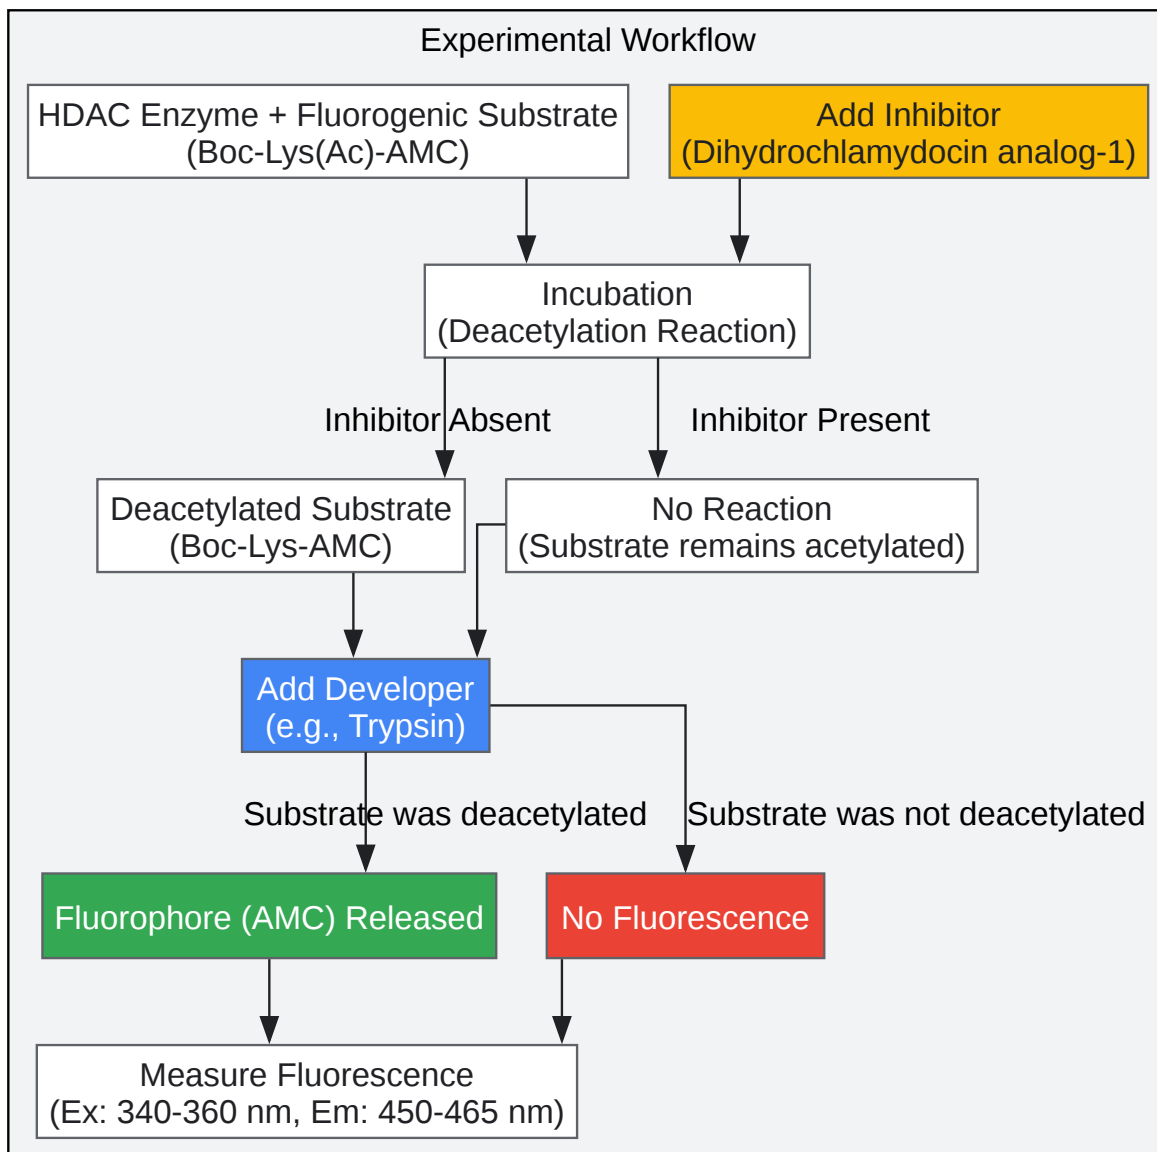 Experimental Workflow
HDAC Enzyme + Fluorogenic Substrate
(Boc-Lys(Ac)-AMC)
Add Inhibitor
(Dihydrochlamydocin analog-1)
Incubation
(Deacetylation Reaction)
Inhibitor Absent
Inhibitor Present
Deacetylated Substrate
(Boc-Lys-AMC)
No Reaction
(Substrate remains acetylated)
Add Developer
(e.g., Trypsin)
Substrate was deacetylated
Substrate was not deacetylated
Fluorophore (AMC) Released
No Fluorescence
Measure Fluorescence
(Ex: 340-360 nm, Em: 450-465 nm)